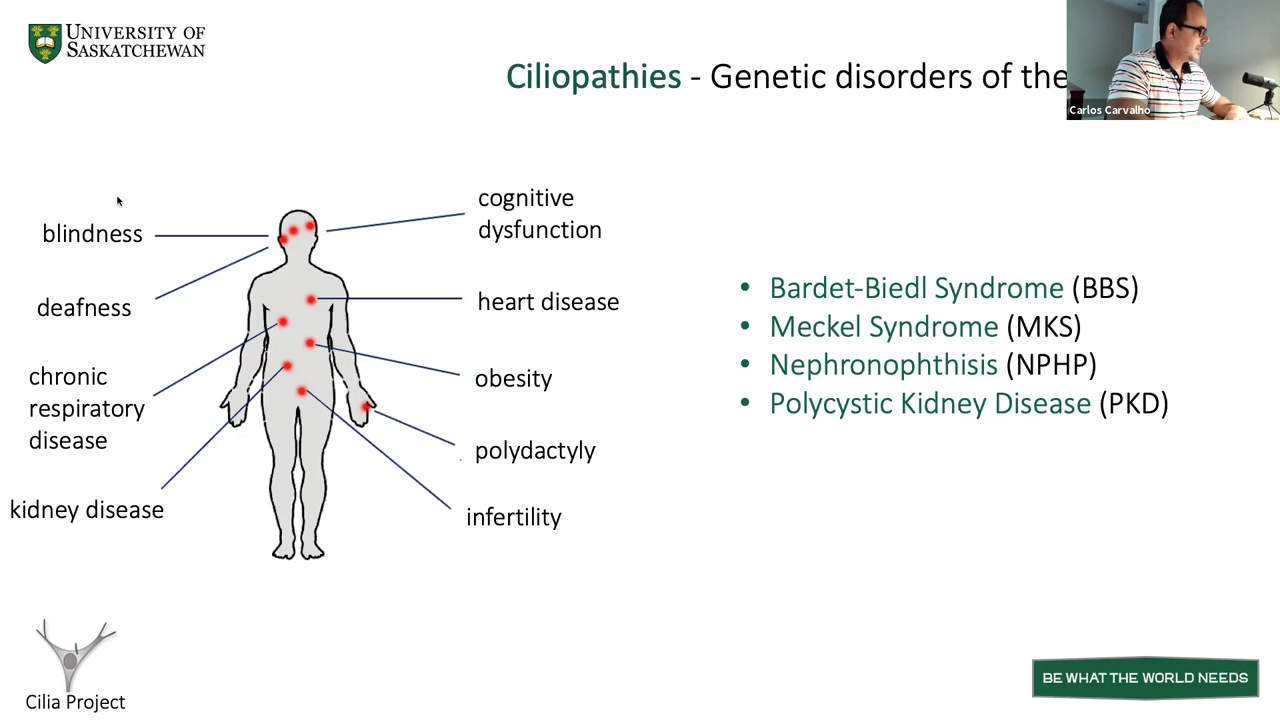 UNIVERSITY OF
SASKATCHEWAN
Ciliopathies - Genetic disorders of the
Carlos Carvalho
blindness
deafness
chronic
respiratory
disease
kidney disease
cognitive
dysfunction
heart disease
obesity
polydactyly
infertility
• Bardet-Biedl Syndrome (BBS)
• Meckel Syndrome (MKS)
• Nephronophthisis (NPHP)
• Polycystic Kidney Disease (PKD)
Cilia Project
BE WHAT THE WORLD NEEDS